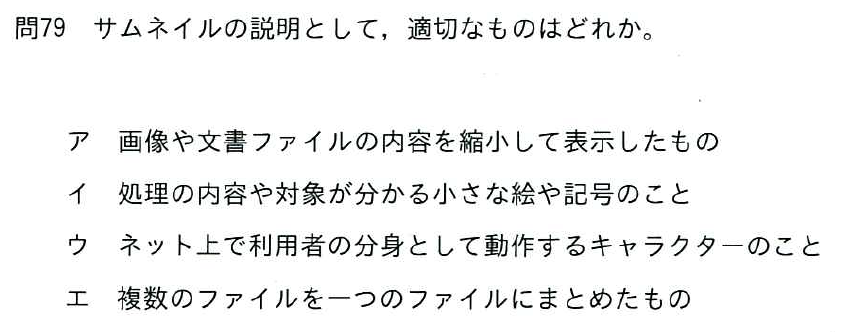 問79　サムネイルの説明として，適切なものはどれか。
ア　画像や文書ファイルの内容を縮小して表示したもの
イ　処理の内容や対象が分かる小さな絵や記号のこと
ウ　ネット上で利用者の分身として動作するキャラクターのこと
エ　複数のファイルを一つのファイルにまとめたもの